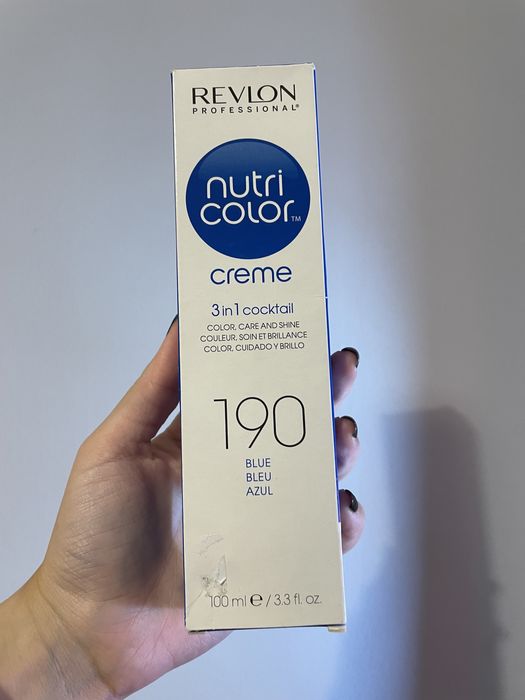 REVLON
PROFESSIONAL®
nutri
color™
creme
3 in 1 cocktail
COLOR, CARE AND SHINE
COULEUR, SOIN ET BRILLANCE
COLOR, CUIDADO Y BRILLO
190
BLUE
BLEU
AZUL
100 ml ℮ / 3.3 fl. oz.